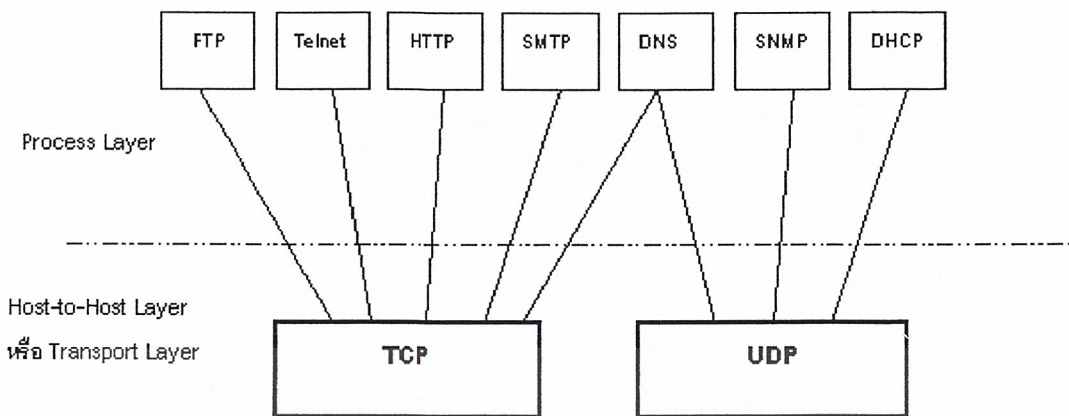 FTP
Telnet
HTTP
SMTP
DNS
SNMP
DHCP
Process Layer
Host-to-Host Layer
หรือ Transport Layer
TCP
UDP